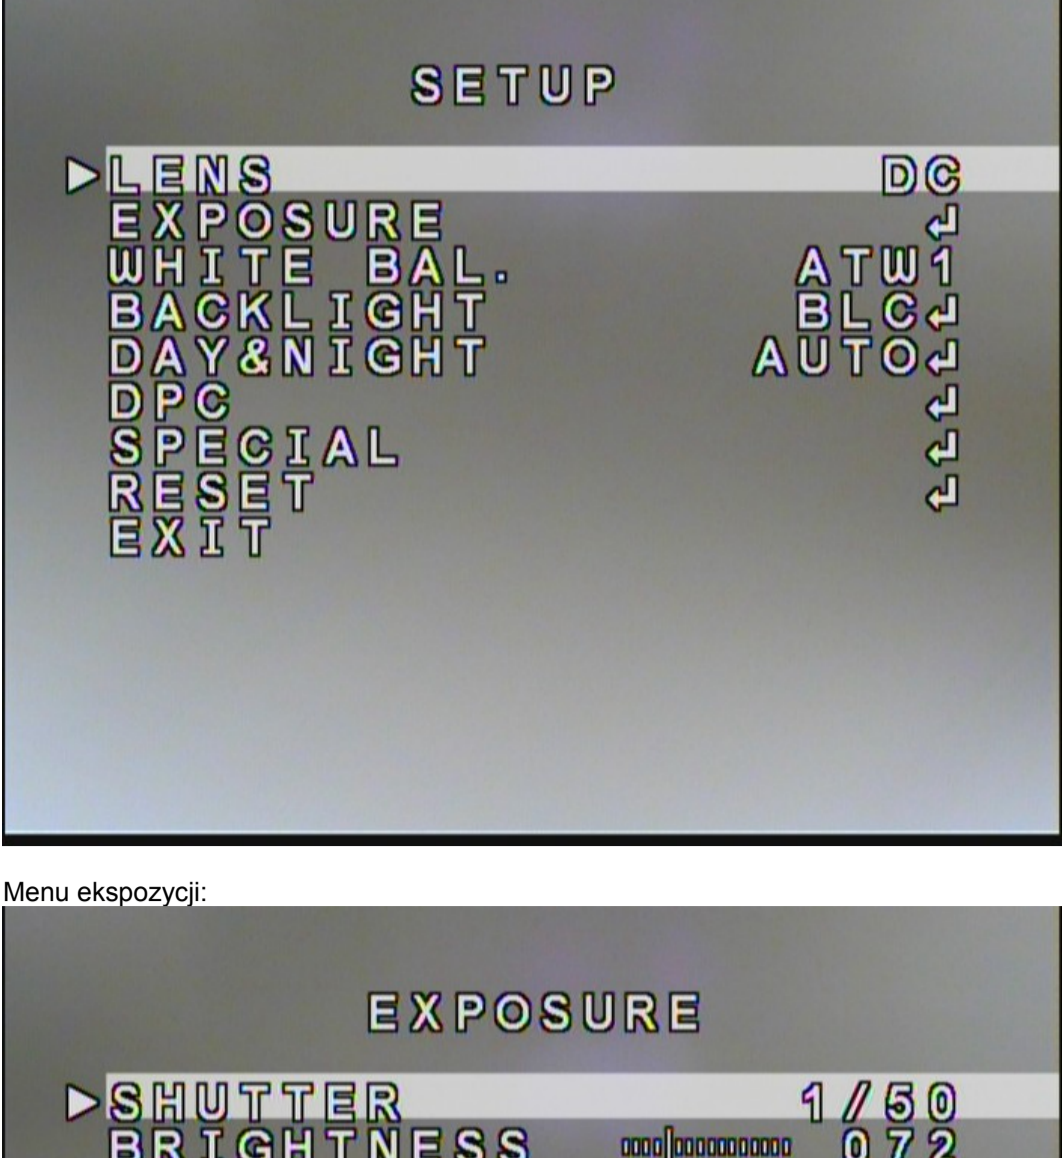 SETUP
LENS DC
EXPOSURE ↲
WHITE BAL. ATW1
BACKLIGHT BLC↲
DAY&NIGHT AUTO↲
DPC ↲
SPECIAL ↲
RESET ↲
EXIT
Menu ekspozycji:
EXPOSURE
SHUTTER 1/50
BRIGHTNESS 072